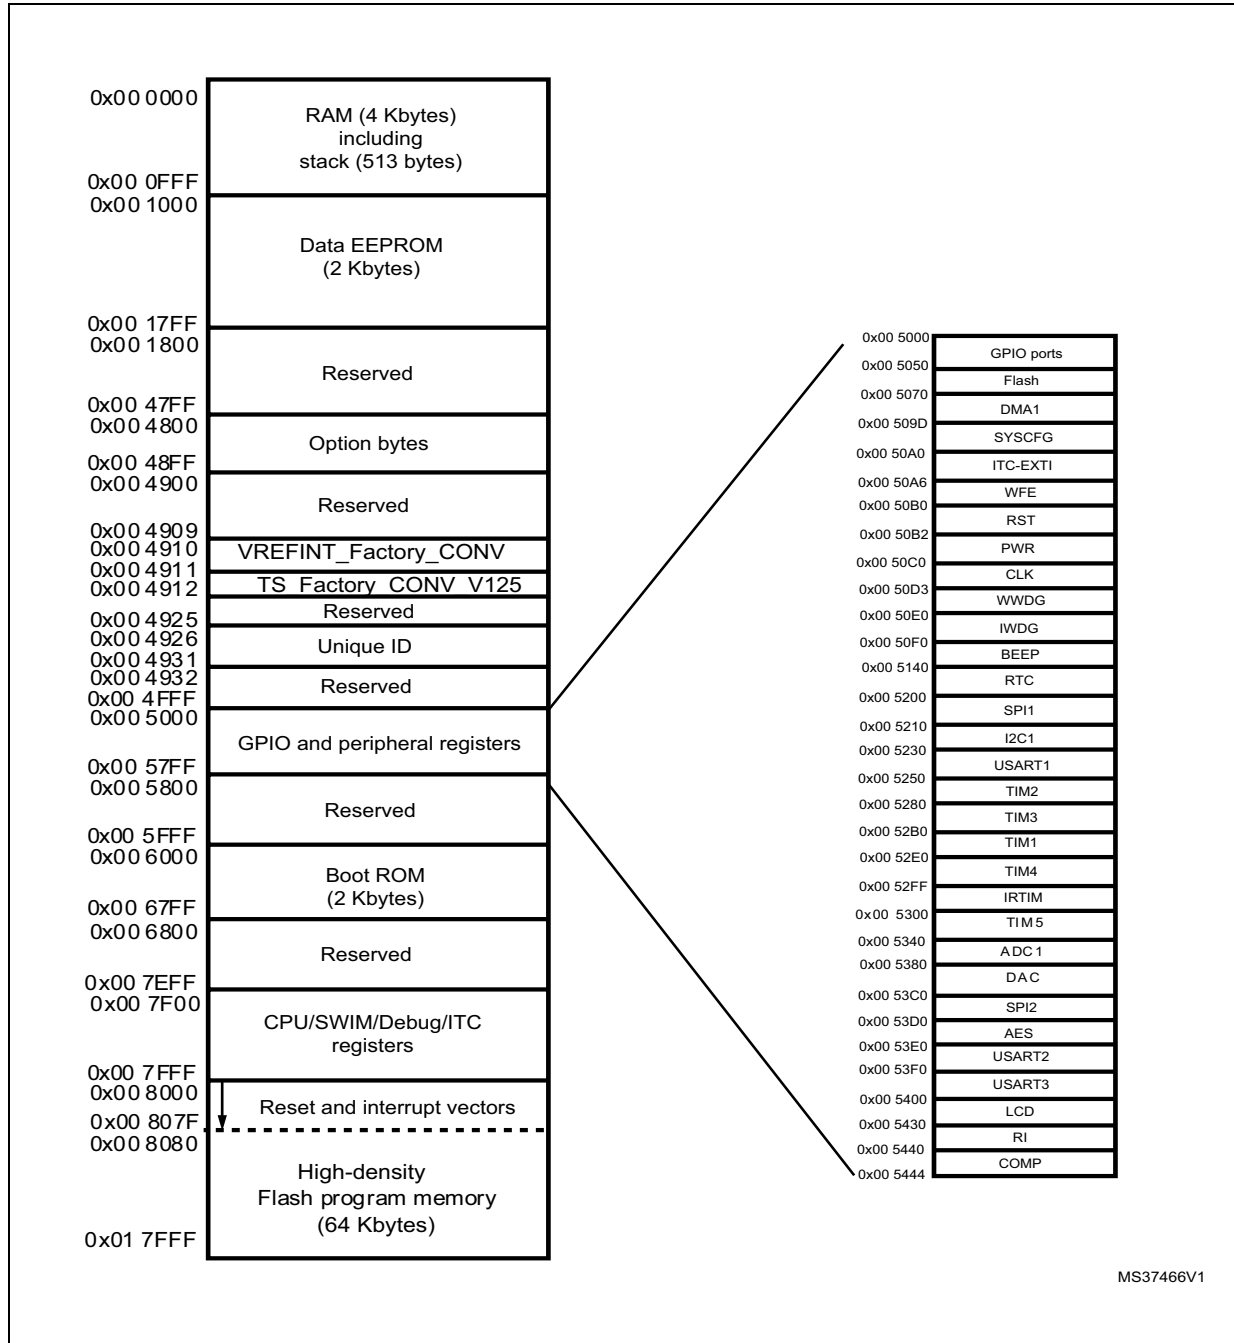 0x00 0000
RAM (4 Kbytes)
including
stack (513 bytes)
0x00 0FFF
0x00 1000
Data EEPROM
(2 Kbytes)
0x00 17FF
0x00 1800
Reserved
0x00 47FF
0x00 4800
Option bytes
0x00 48FF
0x00 4900
Reserved
0x00 4909
0x00 4910
VREFINT_Factory_CONV
0x00 4911
0x00 4912
TS_Factory_CONV_V125
Reserved
0x00 4925
0x00 4926
Unique ID
0x00 4931
0x00 4932
Reserved
0x00 4FFF
0x00 5000
GPIO and peripheral registers
0x00 57FF
0x00 5800
Reserved
0x00 5FFF
0x00 6000
Boot ROM
(2 Kbytes)
0x00 67FF
0x00 6800
Reserved
0x00 7EFF
0x00 7F00
CPU/SWIM/Debug/ITC
registers
0x00 7FFF
0x00 8000
Reset and interrupt vectors
0x00 807F
0x00 8080
High-density
Flash program memory
(64 Kbytes)
0x01 7FFF
0x00 5000
GPIO ports
0x00 5050
Flash
0x00 5070
DMA1
0x00 509D
SYSCFG
0x00 50A0
ITC-EXTI
0x00 50A6
WFE
0x00 50B0
RST
0x00 50B2
PWR
0x00 50C0
CLK
0x00 50D3
WWDG
0x00 50E0
IWDG
0x00 50F0
BEEP
0x00 5140
RTC
0x00 5200
SPI1
0x00 5210
I2C1
0x00 5230
USART1
0x00 5250
TIM2
0x00 5280
TIM3
0x00 52B0
TIM1
0x00 52E0
TIM4
0x00 52FF
IRTIM
0x00 5300
TIM5
0x00 5340
ADC1
0x00 5380
DAC
0x00 53C0
SPI2
0x00 53D0
AES
0x00 53E0
USART2
0x00 53F0
USART3
0x00 5400
LCD
0x00 5430
RI
0x00 5440
COMP
0x00 5444
MS37466V1